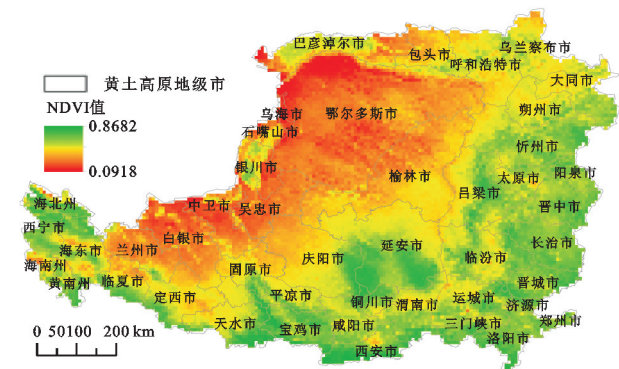 巴彦淖尔市
包头市
乌兰察布市
呼和浩特市
大同市
黄土高原地级市
NDVI值
0.8682
0.0918
乌海市
鄂尔多斯市
朔州市
石嘴山市
忻州市
银川市
榆林市
太原市
阳泉市
吕梁市
海北州
中卫市
吴忠市
晋中市
西宁市
白银市
海东市
兰州市
延安市
长治市
庆阳市
临汾市
海南州
固原市
黄南州
临夏市
晋城市
定西市
平凉市
铜川市
渭南市
运城市
济源市
天水市
宝鸡市
咸阳市
三门峡市
郑州市
洛阳市
西安市
0 50100 200 km